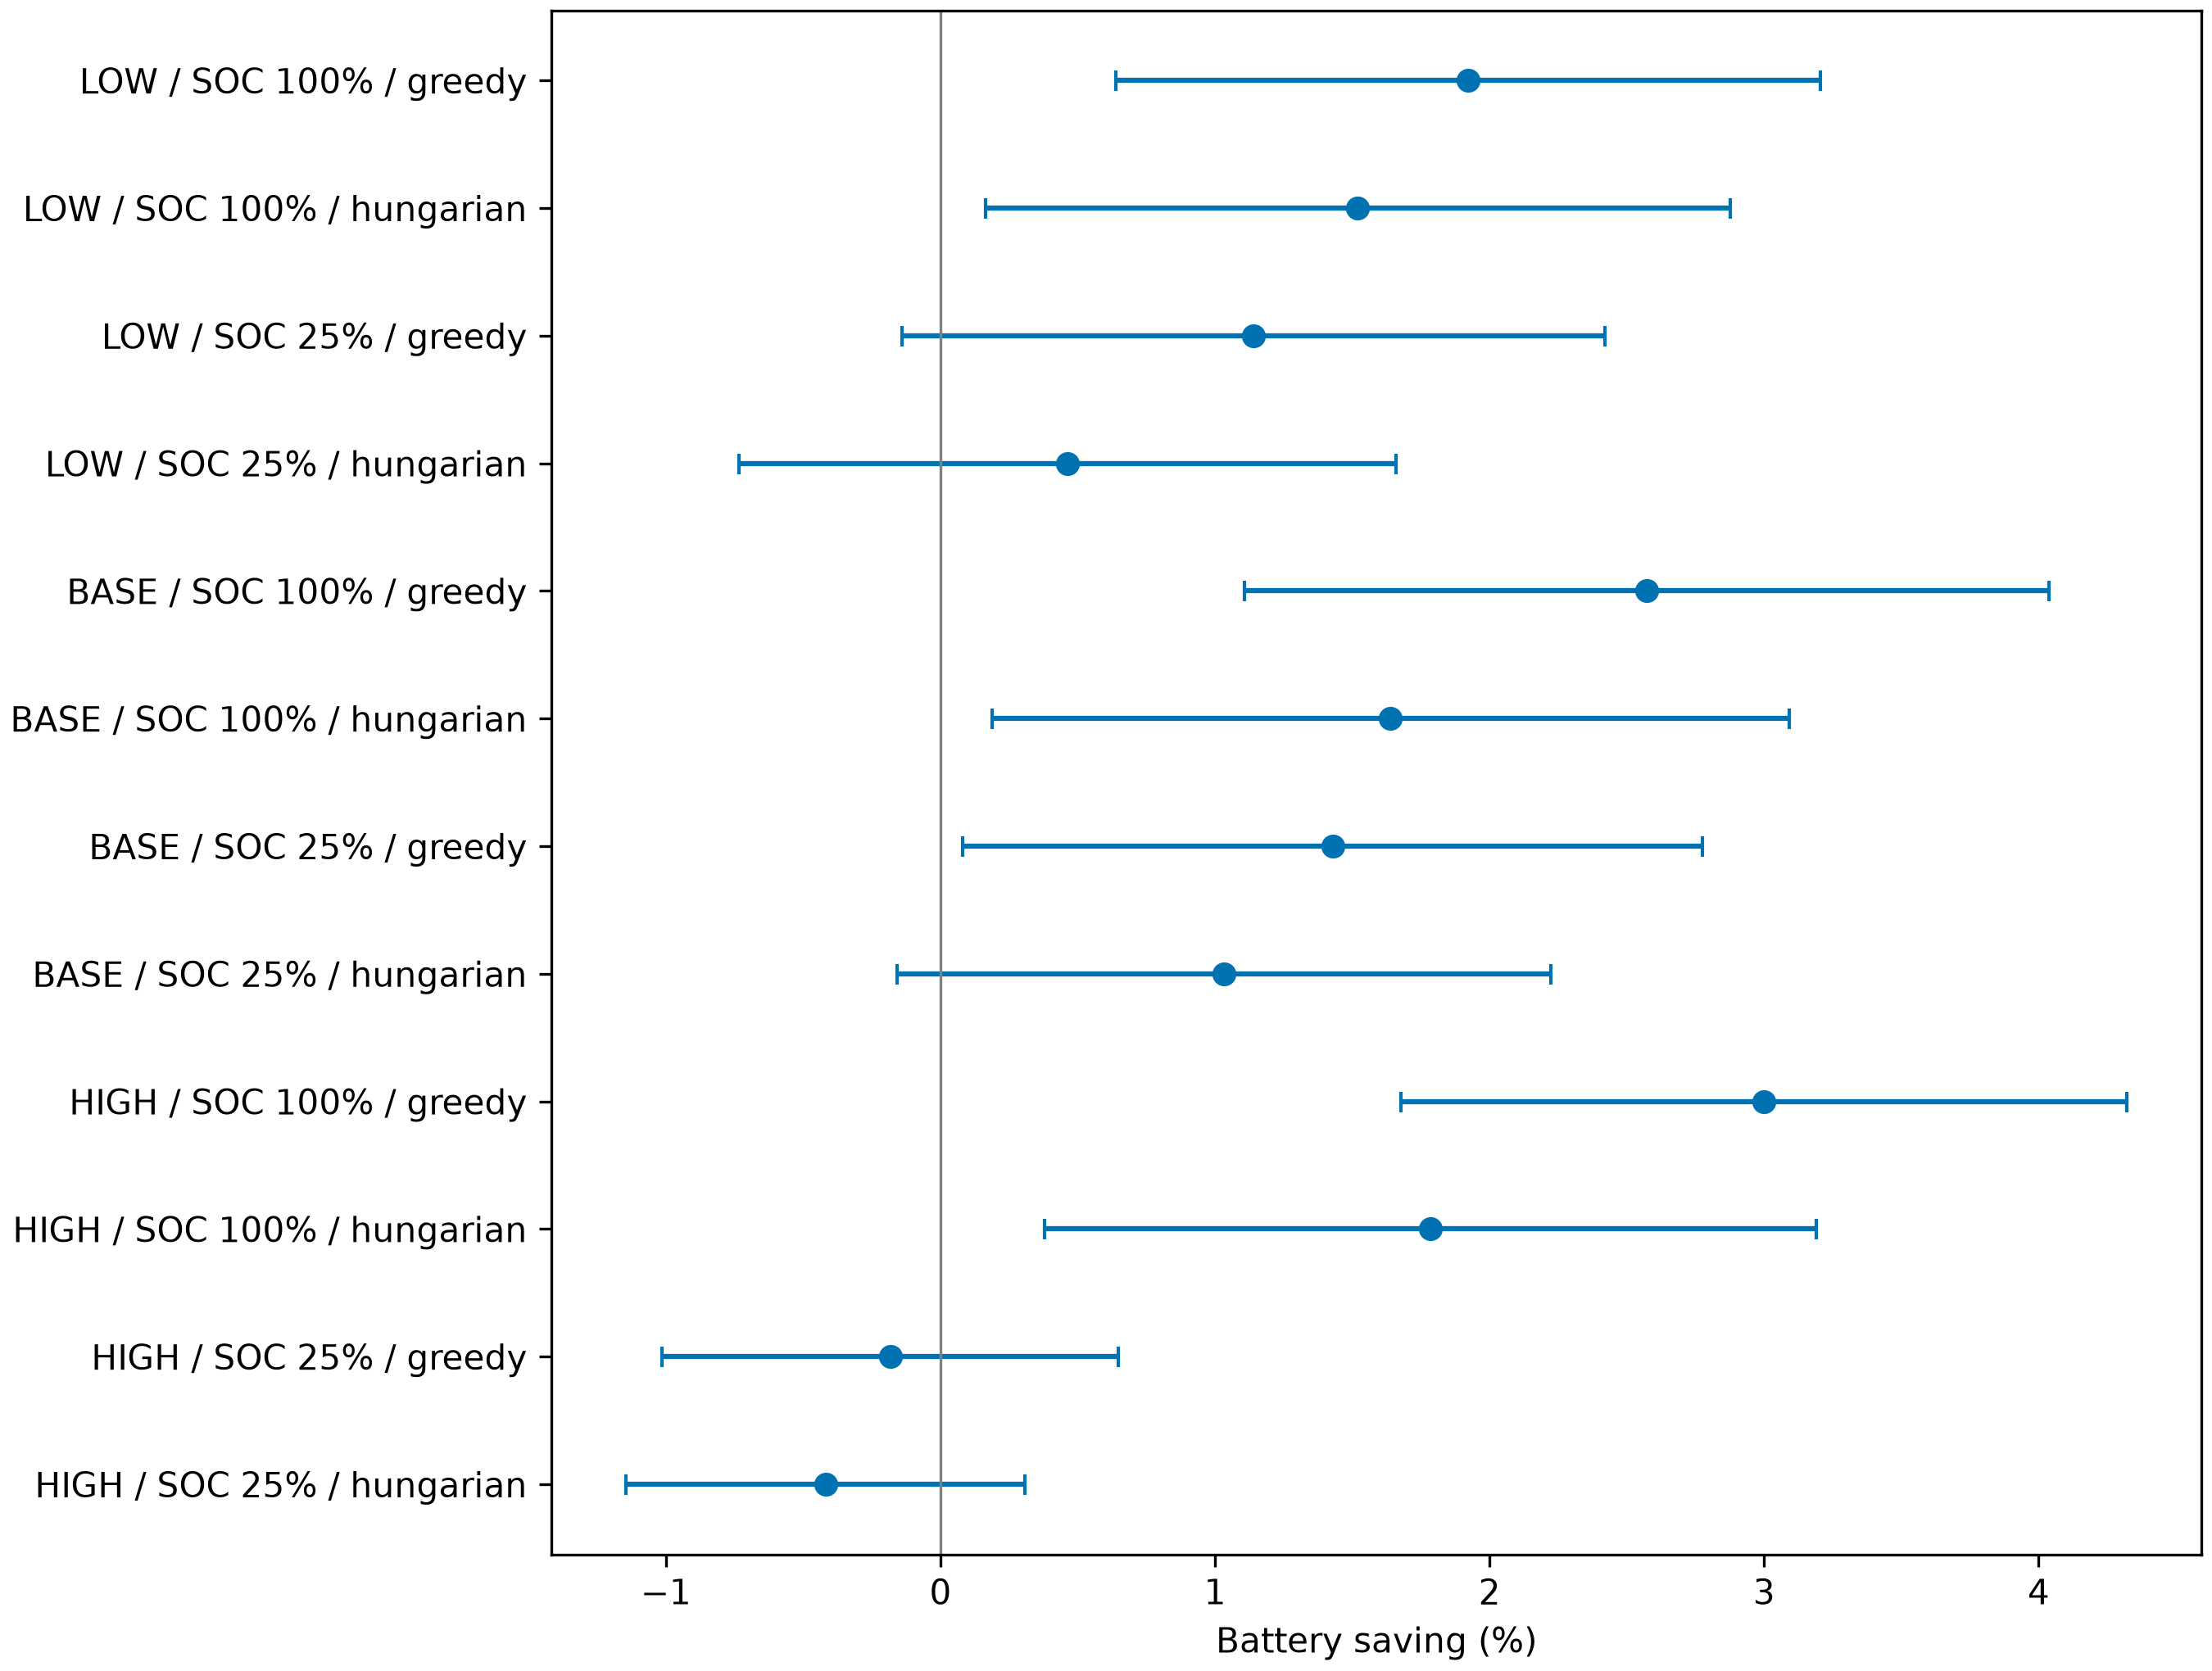 LOW / SOC 100% / greedy
LOW / SOC 100% / hungarian
LOW / SOC 25% / greedy
LOW / SOC 25% / hungarian
BASE / SOC 100% / greedy
BASE / SOC 100% / hungarian
BASE / SOC 25% / greedy
BASE / SOC 25% / hungarian
HIGH / SOC 100% / greedy
HIGH / SOC 100% / hungarian
HIGH / SOC 25% / greedy
HIGH / SOC 25% / hungarian
−1 0 1 2 3 4
Battery saving (%)